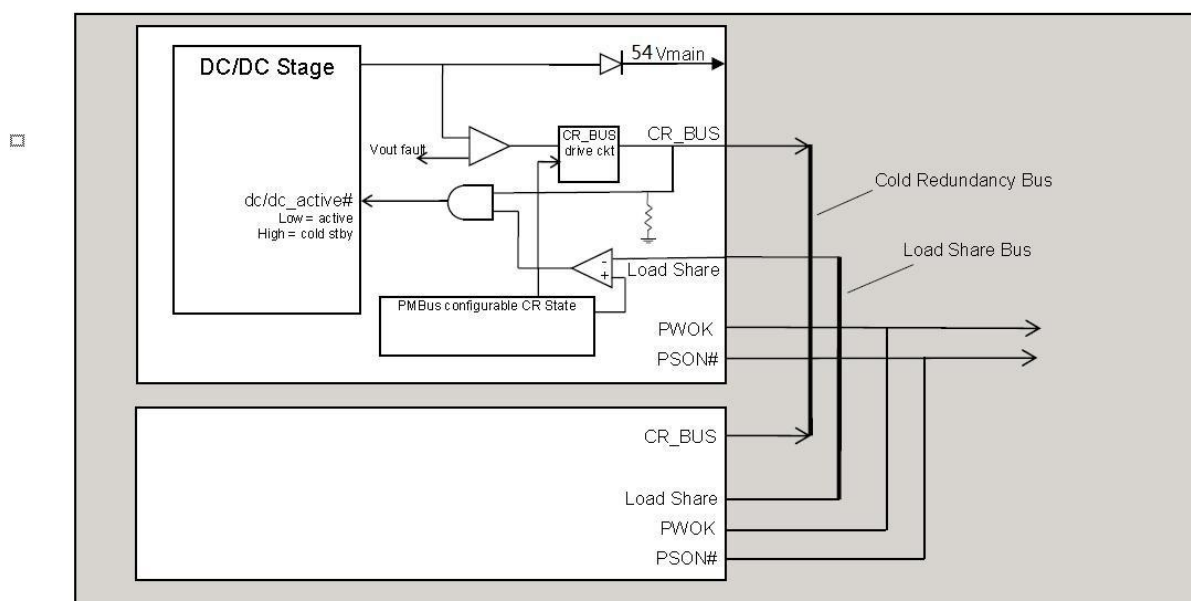 DC/DC Stage
54 Vmain
CR_BUS
drive ckt
CR_BUS
Vout fault
dc/dc_active#
Low = active
High = cold stby
Cold Redundancy Bus
Load Share Bus
-
+
Load Share
PMBus configurable CR State
PWOK
PSON#
CR_BUS
Load Share
PWOK
PSON#